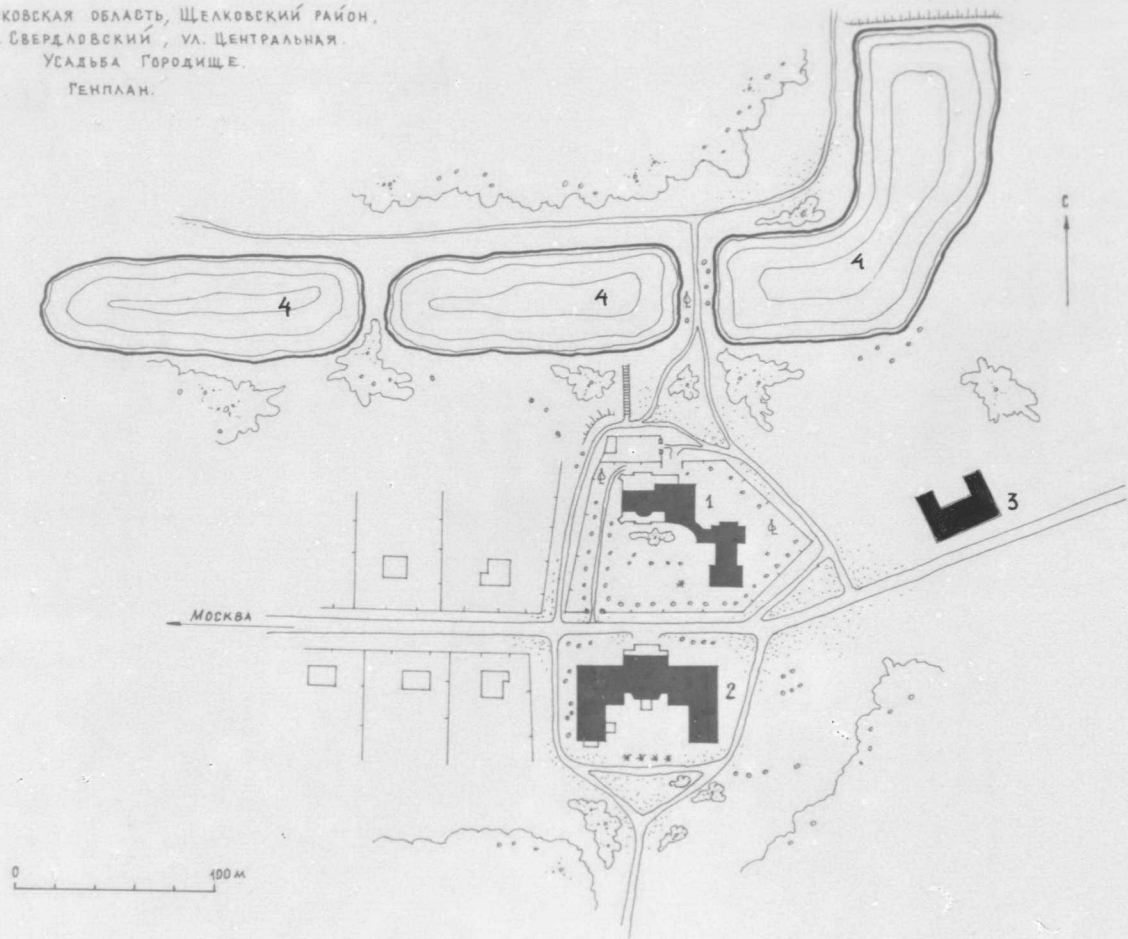 КОВСКАЯ ОБЛАСТЬ, ЩЕЛКОВСКИЙ РАЙОН,
. СВЕРДЛОВСКИЙ, УЛ. ЦЕНТРАЛЬНАЯ.
УСАДЬБА ГОРОДИЩЕ.
ГЕНПЛАН.
С
4
4
4
1
3
МОСКВА
2
0 100 М